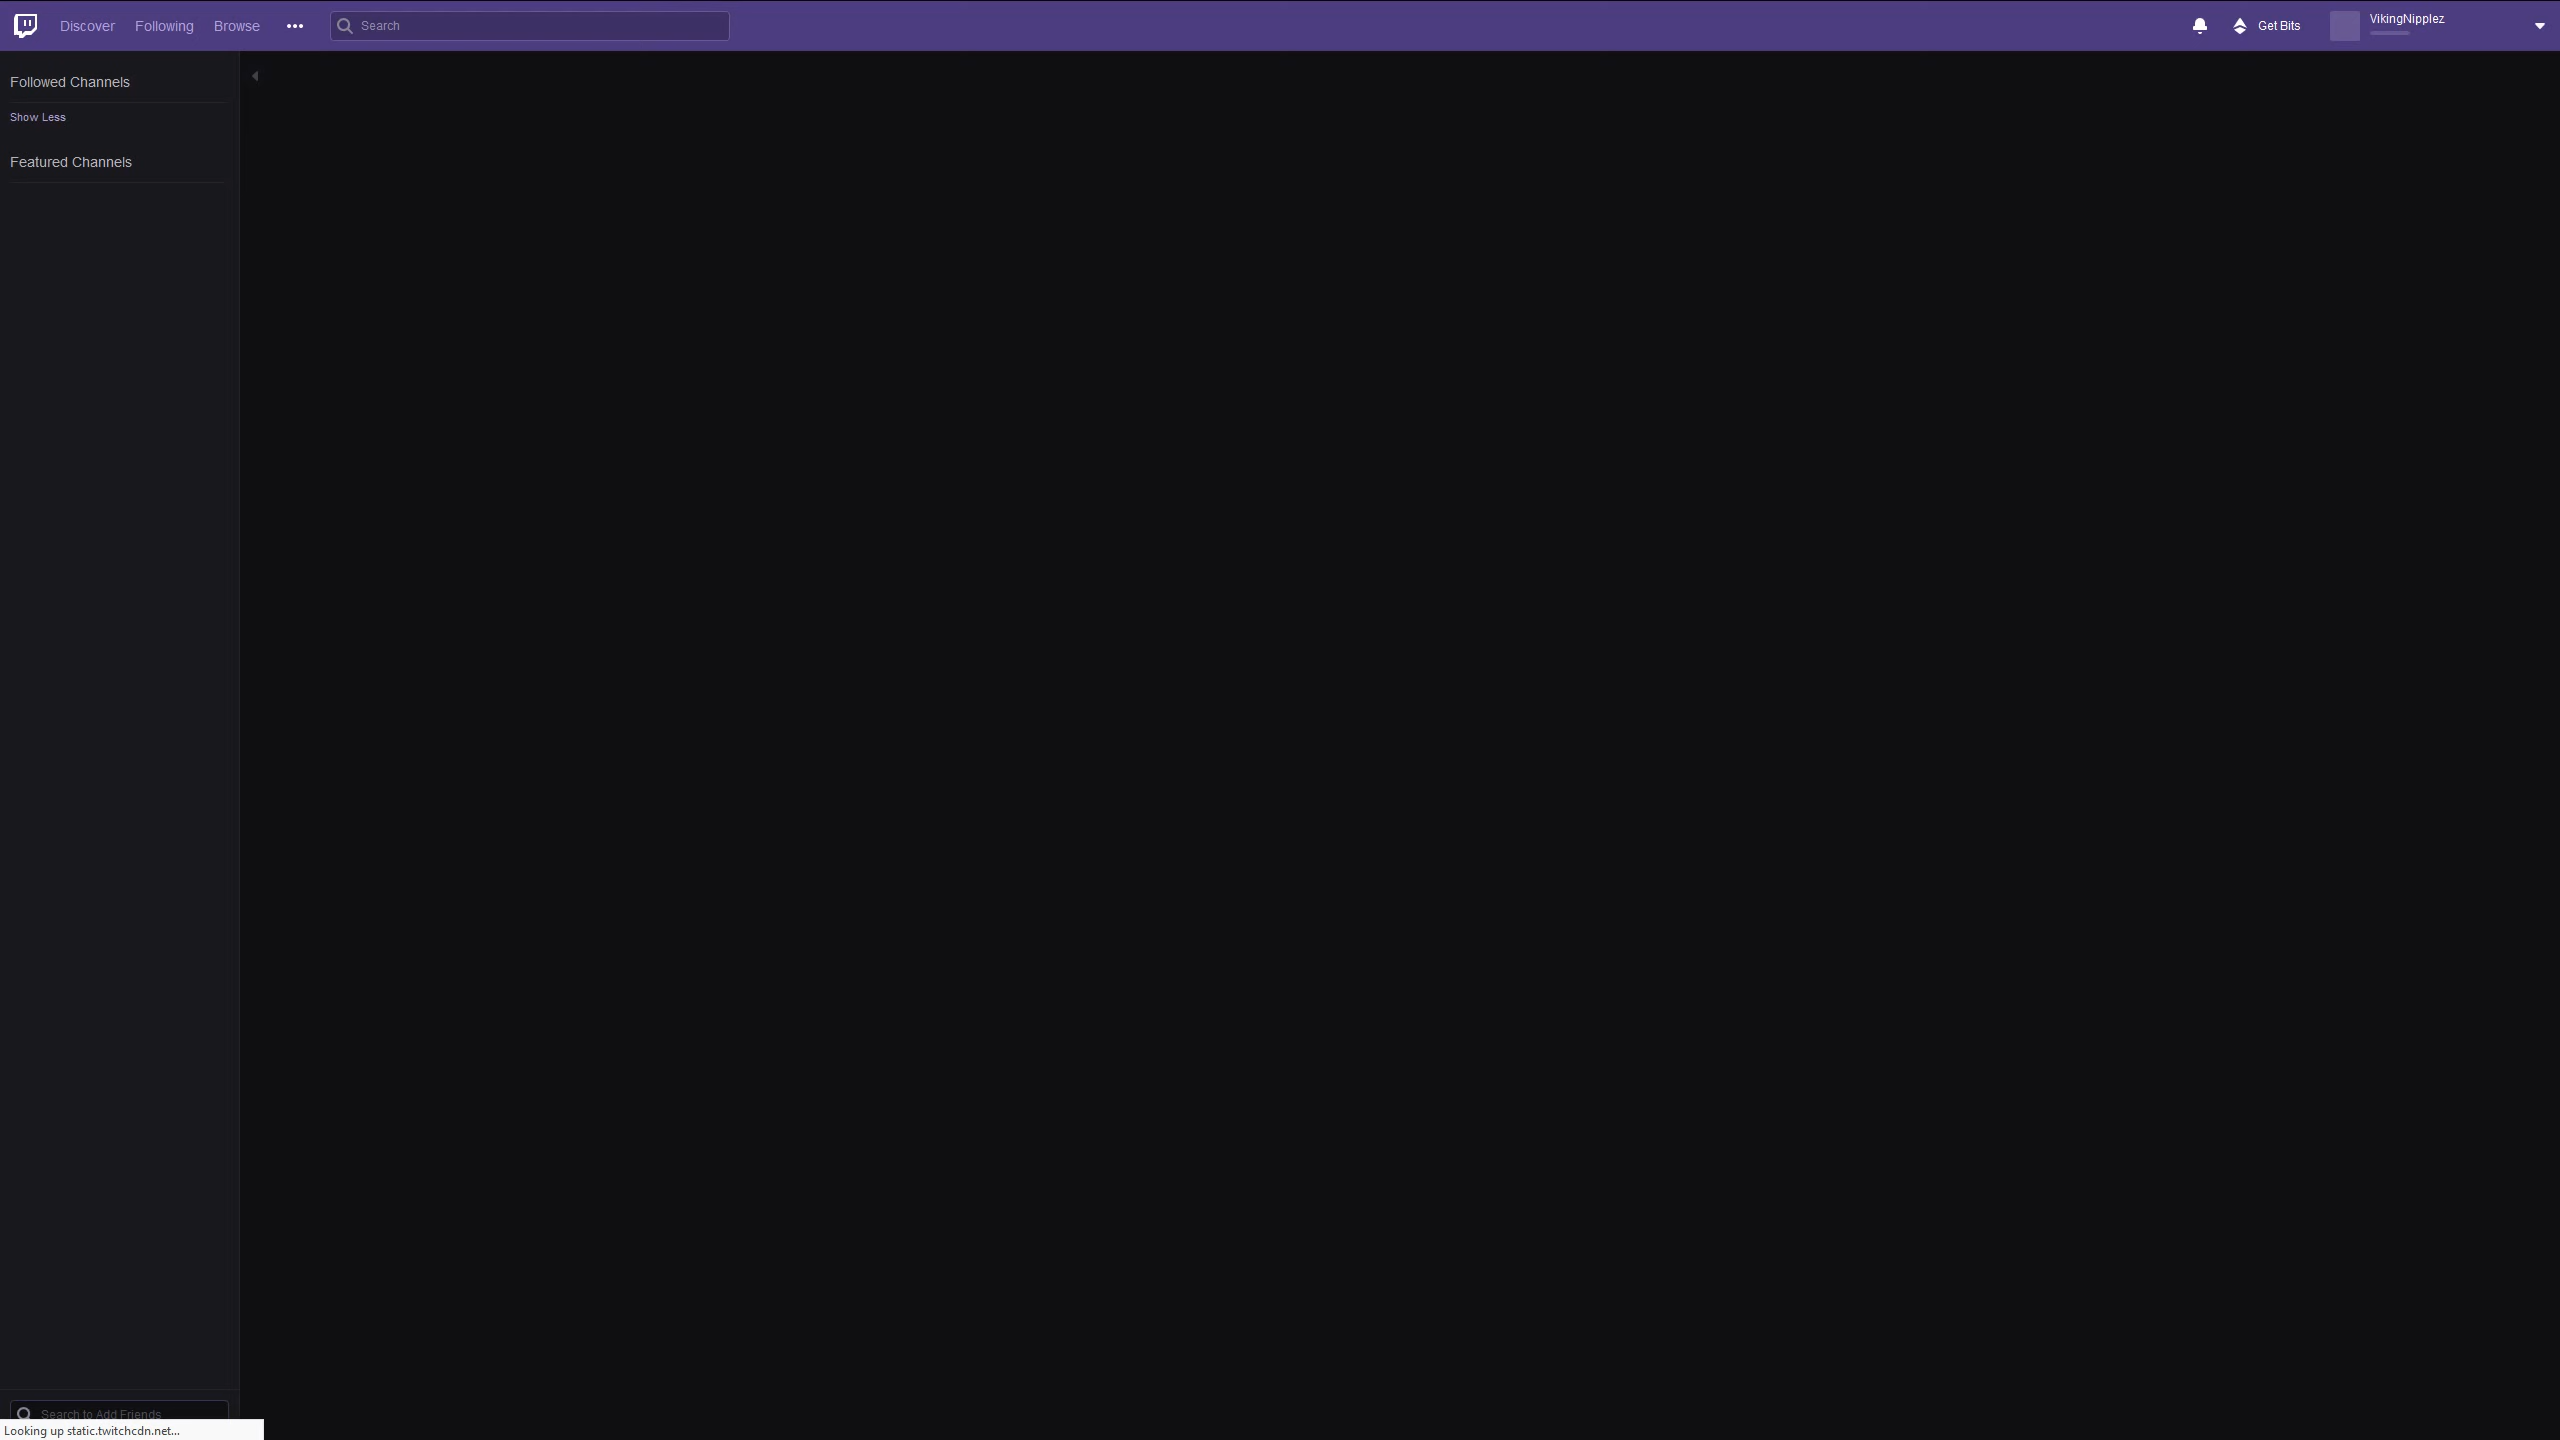 Discover Following Browse
Search
Get Bits
VikingNipplez
Followed Channels
Show Less
Featured Channels
Search to Add Friends
Looking up static.twitchcdn.net...